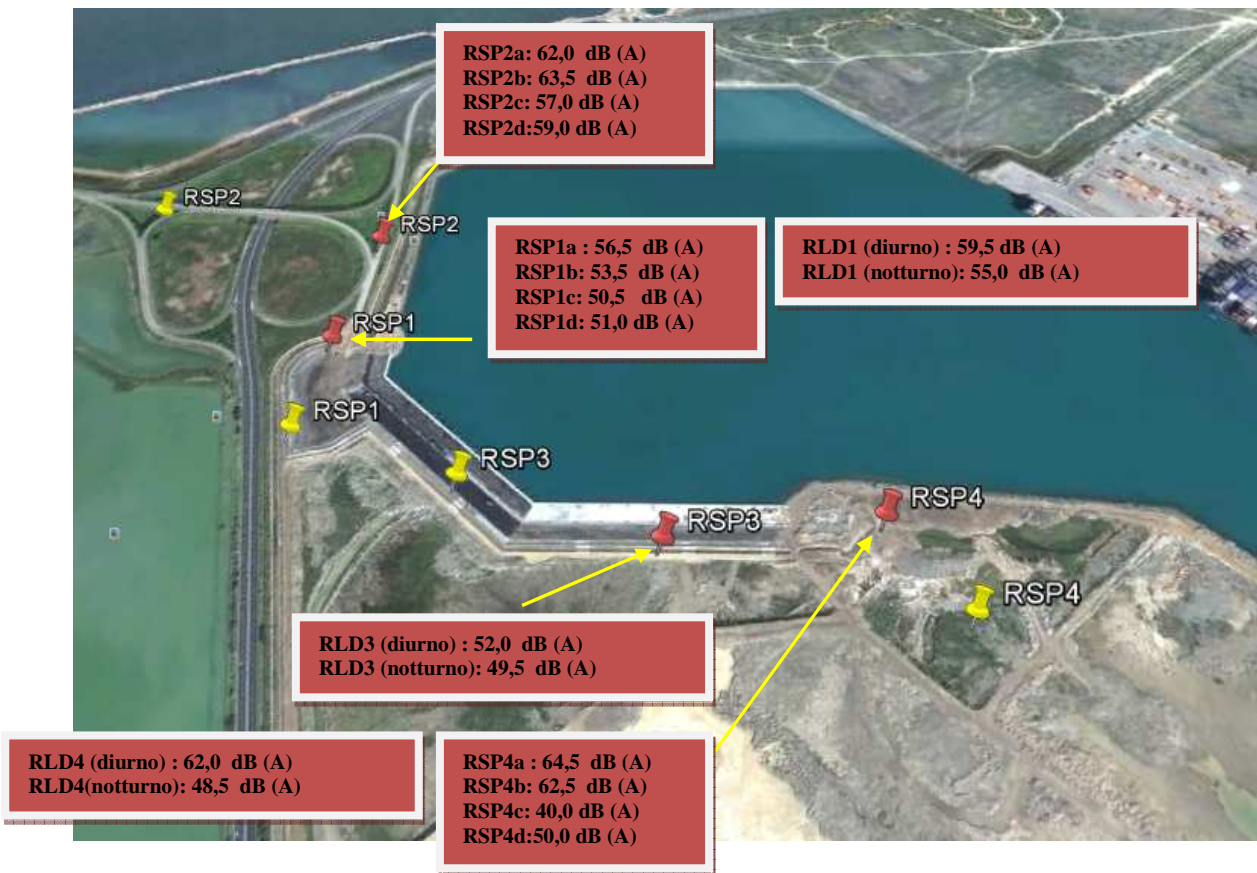 RSP2a: 62,0 dB (A)
RSP2b: 63,5 dB (A)
RSP2c: 57,0 dB (A)
RSP2d:59,0 dB (A)
RSP2
RSP2
RSP1a : 56,5 dB (A)
RSP1b: 53,5 dB (A)
RSP1c: 50,5 dB (A)
RSP1d: 51,0 dB (A)
RLD1 (diurno) : 59,5 dB (A)
RLD1 (notturno): 55,0 dB (A)
RSP1
RSP1
RSP3
RSP4
RSP3
RSP4
RLD3 (diurno) : 52,0 dB (A)
RLD3 (notturno): 49,5 dB (A)
RLD4 (diurno) : 62,0 dB (A)
RLD4(notturno): 48,5 dB (A)
RSP4a : 64,5 dB (A)
RSP4b: 62,5 dB (A)
RSP4c: 40,0 dB (A)
RSP4d:50,0 dB (A)